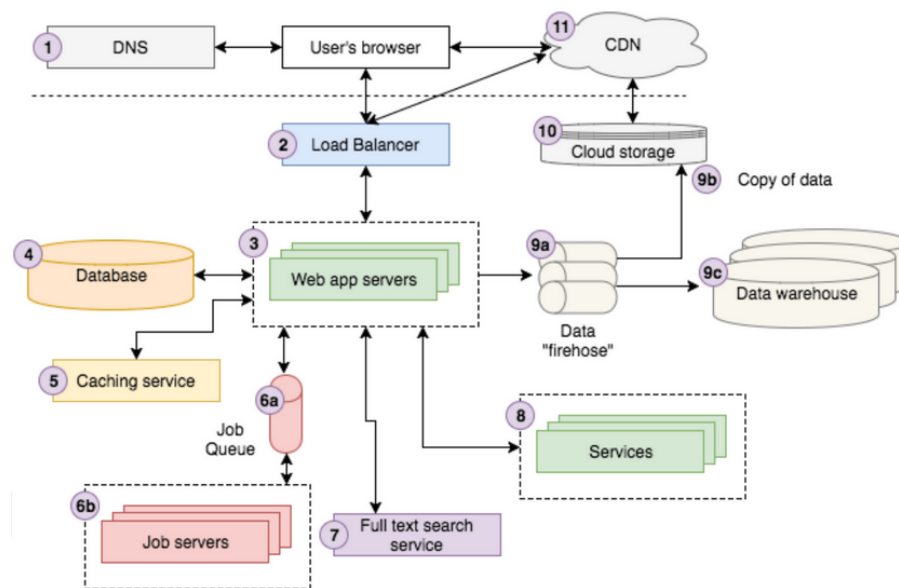 1
DNS
User's browser
11
CDN
2
Load Balancer
10
Cloud storage
9b
Copy of data
3
Web app servers
4
Database
9a
Data
"firehose"
9c
Data warehouse
5
Caching service
6a
Job
Queue
8
Services
6b
Job servers
7
Full text search
service